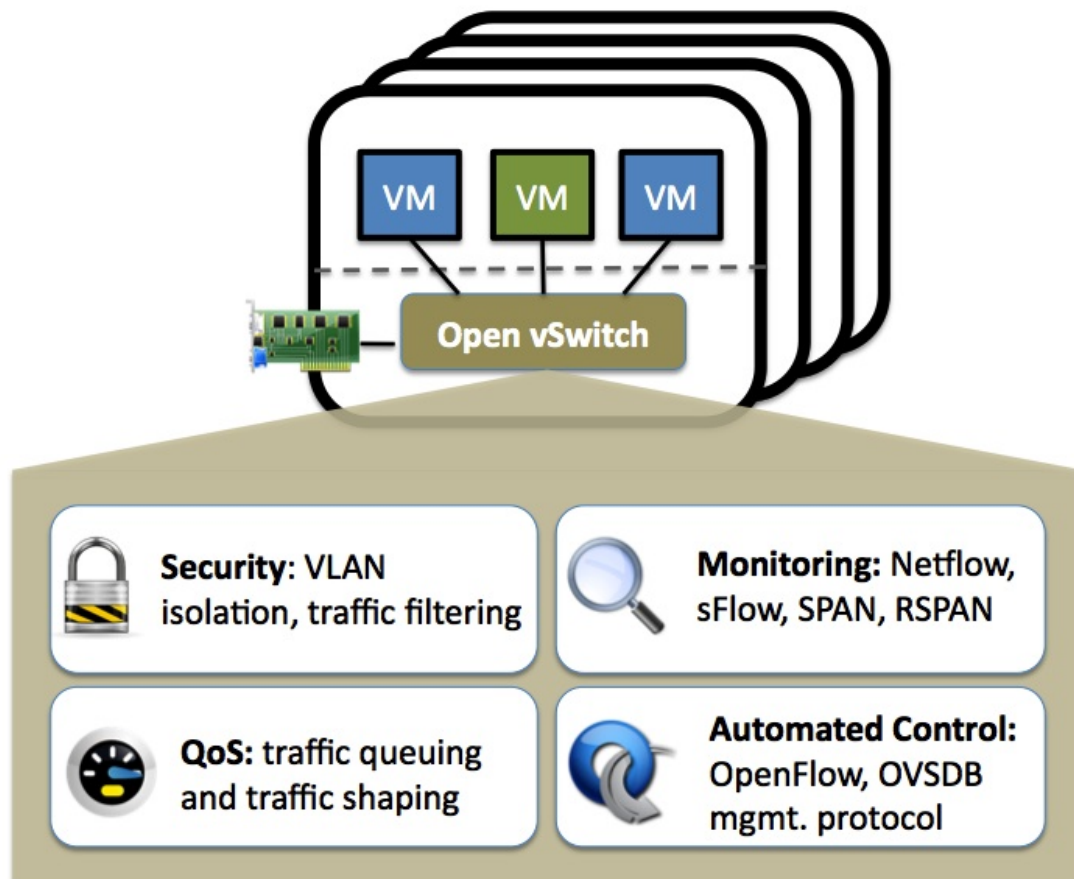 VM VM VM
Open vSwitch
Security: VLAN
isolation, traffic filtering
Monitoring: Netflow,
sFlow, SPAN, RSPAN
QoS: traffic queuing
and traffic shaping
Automated Control:
OpenFlow, OVSDB
mgmt. protocol